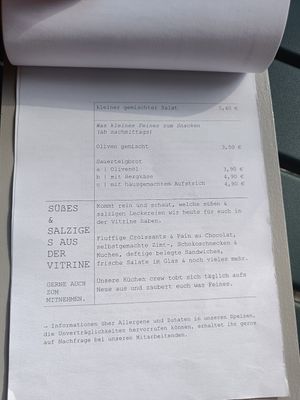 kleiner gemischter Salat 5,40 €
Was kleiner Feines zum Snacken
(ab nachmittags)
Oliven gemischt 3,50 €
Sauerteigbrot
a | Olivenöl 3,90 €
b | mit Bergkäse 4,90 €
c | mit hausgemachtem Aufstrich 4,90 €
SÜẞES
&
SALZIGE
S AUS
DER
VITRINE
GERNE AUCH
ZUM
MITNEHMEN.
Kommt rein und schaut, welche süßen &
salzigen Leckereien wir heute für euch in
der Vitrine haben.
Fluffige Croissants & Pain au Chocolat,
selbstgemachte Zimt-, Schokoschnecken &
Kuchen, deftige belegte Sandwiches,
frische Salate im Glas & noch vieles mehr.
Unsere Küchen crew tobt sich täglich aufs
Neue aus und zaubert euch was Feines.
→ Informationen über Allergene und Zutaten in unseren Speisen,
die Unverträglichkeiten hervorrufen können, erhaltet ihr gerne
auf Nachfrage bei unseren Mitarbeitenden.